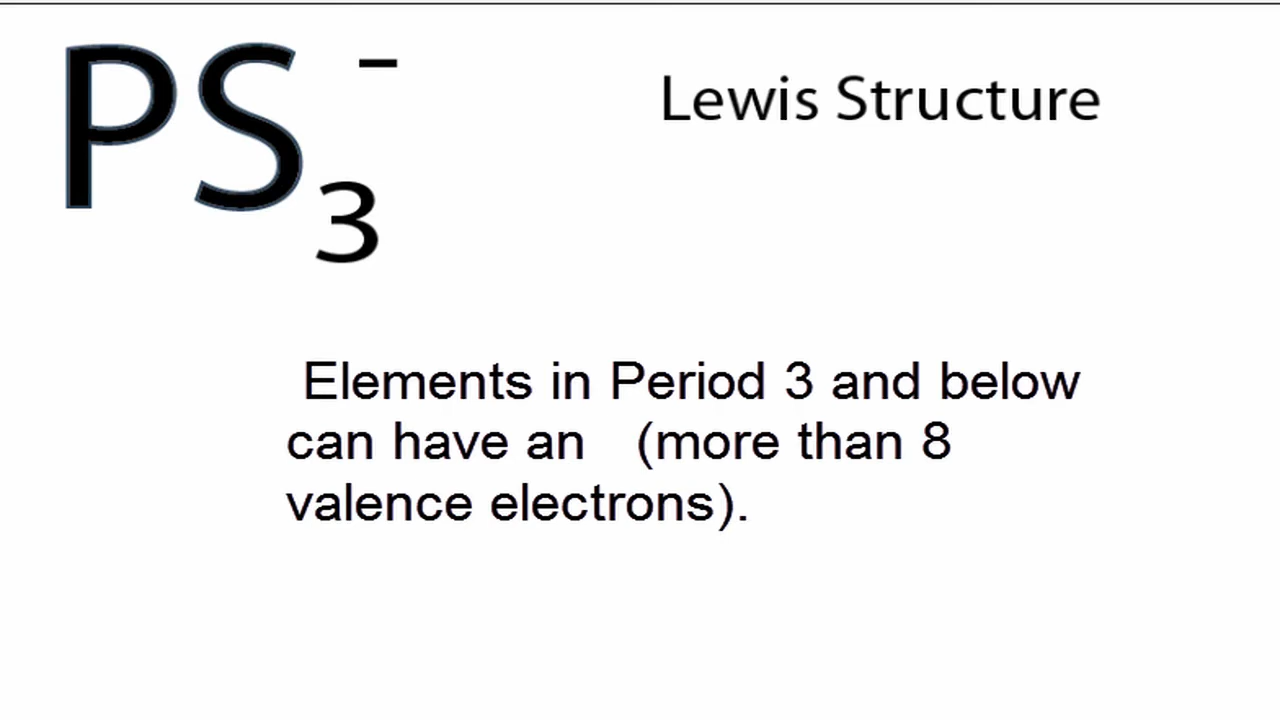 PS₃⁻
Lewis Structure
Elements in Period 3 and below
can have an (more than 8
valence electrons).